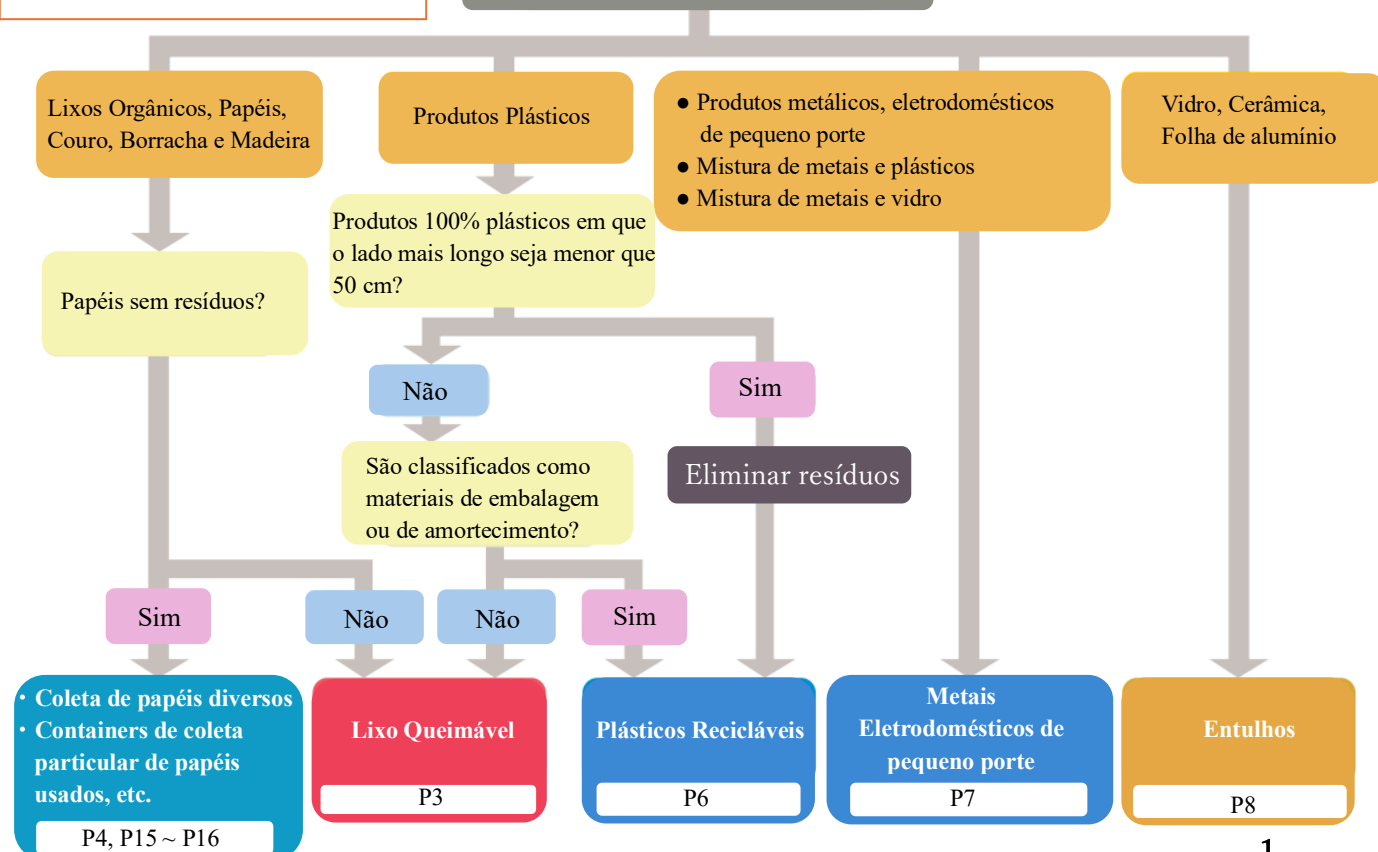 Lixos Orgânicos, Papéis,
Couro, Borracha e Madeira
Produtos Plásticos
● Produtos metálicos, eletrodomésticos
de pequeno porte
● Mistura de metais e plásticos
● Mistura de metais e vidro
Vidro, Cerâmica,
Folha de alumínio
Papéis sem resíduos?
Produtos 100% plásticos em que
o lado mais longo seja menor que
50 cm?
Não
Sim
São classificados como
materiais de embalagem
ou de amortecimento?
Eliminar resíduos
Sim
Não
Não
Sim
・Coleta de papéis diversos
・Containers de coleta
particular de papéis
usados, etc.
P4, P15 ~ P16
Lixo Queimável
P3
Plásticos Recicláveis
P6
Metais
Eletrodomésticos de
pequeno porte
P7
Entulhos
P8
1